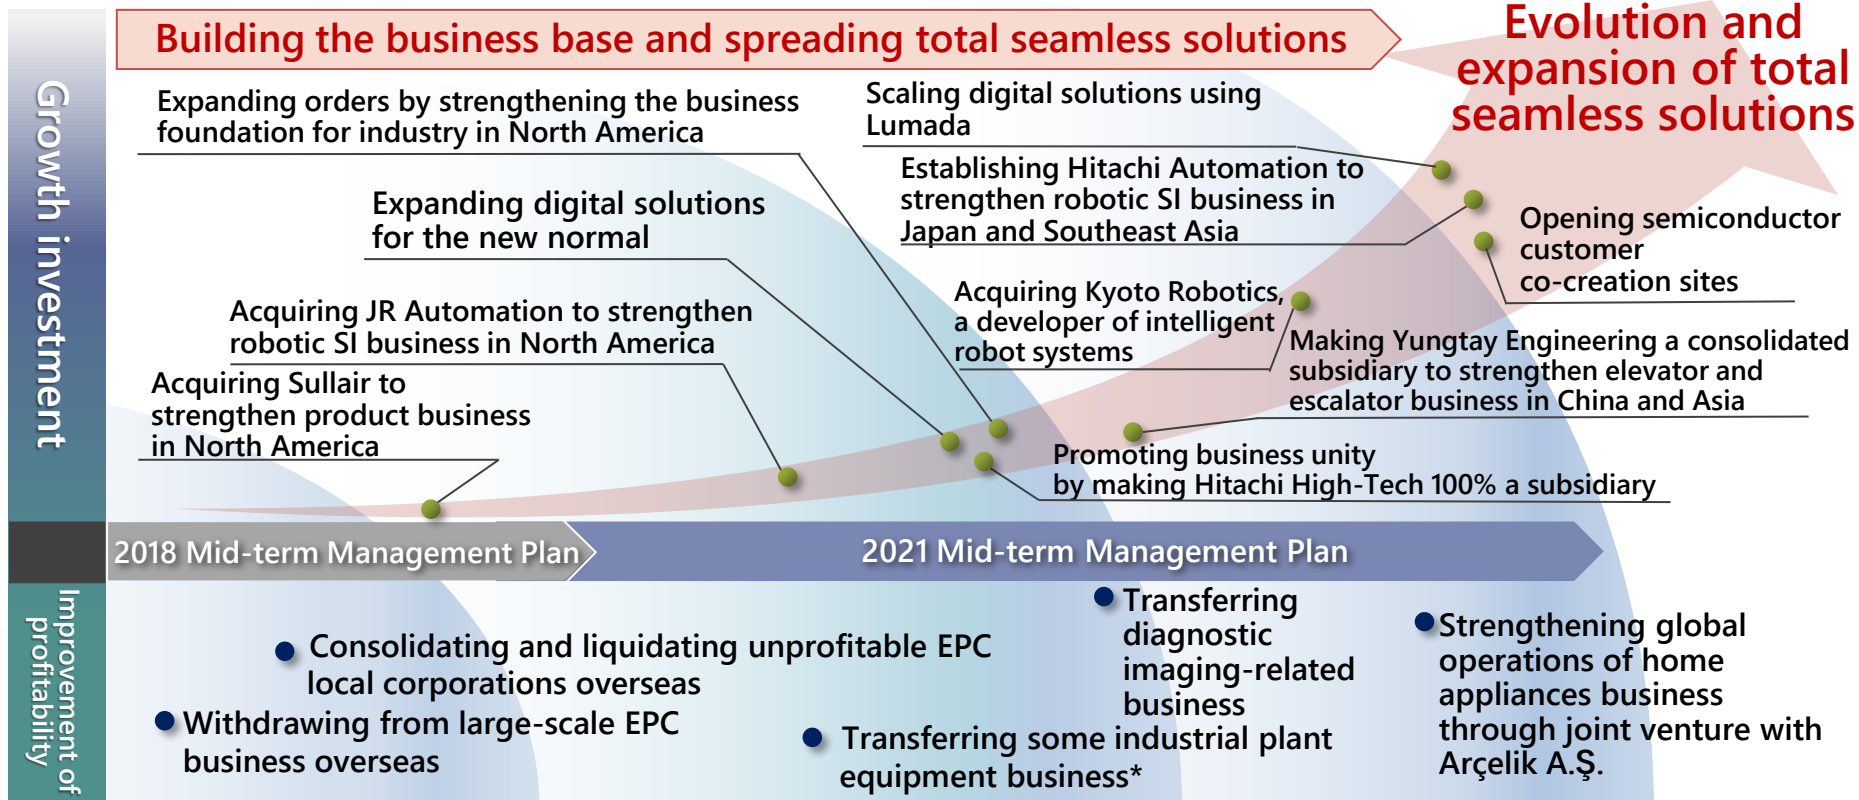 Building the business base and spreading total seamless solutions
Evolution and
expansion of total
seamless solutions
Growth investment
Expanding orders by strengthening the business
foundation for industry in North America
Scaling digital solutions using
Lumada
Establishing Hitachi Automation to
strengthen robotic SI business in
Japan and Southeast Asia
Expanding digital solutions
for the new normal
Opening semiconductor
customer
co-creation sites
Acquiring Kyoto Robotics,
a developer of intelligent
robot systems
Acquiring JR Automation to strengthen
robotic SI business in North America
Making Yungtay Engineering a consolidated
subsidiary to strengthen elevator and
escalator business in China and Asia
Acquiring Sullair to
strengthen product business
in North America
Promoting business unity
by making Hitachi High-Tech 100% a subsidiary
2018 Mid-term Management Plan
2021 Mid-term Management Plan
Improvement of
profitability
Consolidating and liquidating unprofitable EPC
local corporations overseas
Withdrawing from large-scale EPC
business overseas
Transferring
diagnostic
imaging-related
business
Transferring some industrial plant
equipment business*
Strengthening global
operations of home
appliances business
through joint venture with
Arçelik A.Ş.